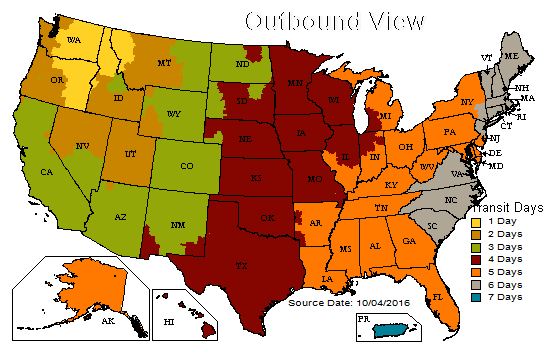 Outbound View
WA
MT
ND
MN
VT
ME
OR
ID
SD
WI
MI
NY
NH
MA
WY
RI
CT
NV
UT
NE
IA
IL
IN
OH
PA
NJ
DE
MD
CA
CO
KS
MO
KY
WV
VA
AZ
NM
OK
AR
TN
NC
SC
TX
LA
MS
AL
GA
FL
AK
HI
PR
Transit Days
1 Day
2 Days
3 Days
4 Days
5 Days
6 Days
7 Days
Source Date: 10/04/2016